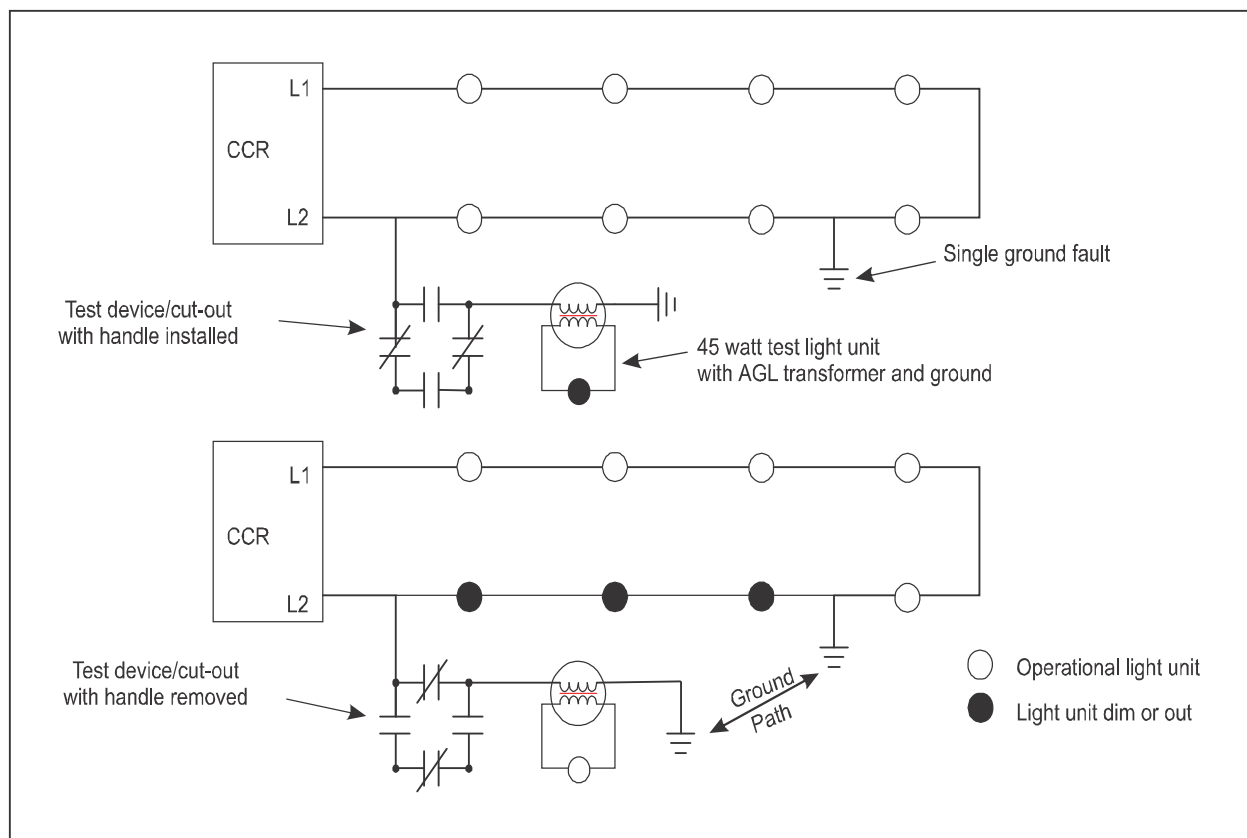 L1
CCR
L2
Single ground fault
Test device/cut-out
with handle installed
45 watt test light unit
with AGL transformer and ground
L1
CCR
L2
Test device/cut-out
with handle removed
Ground
Path
Operational light unit
Light unit dim or out